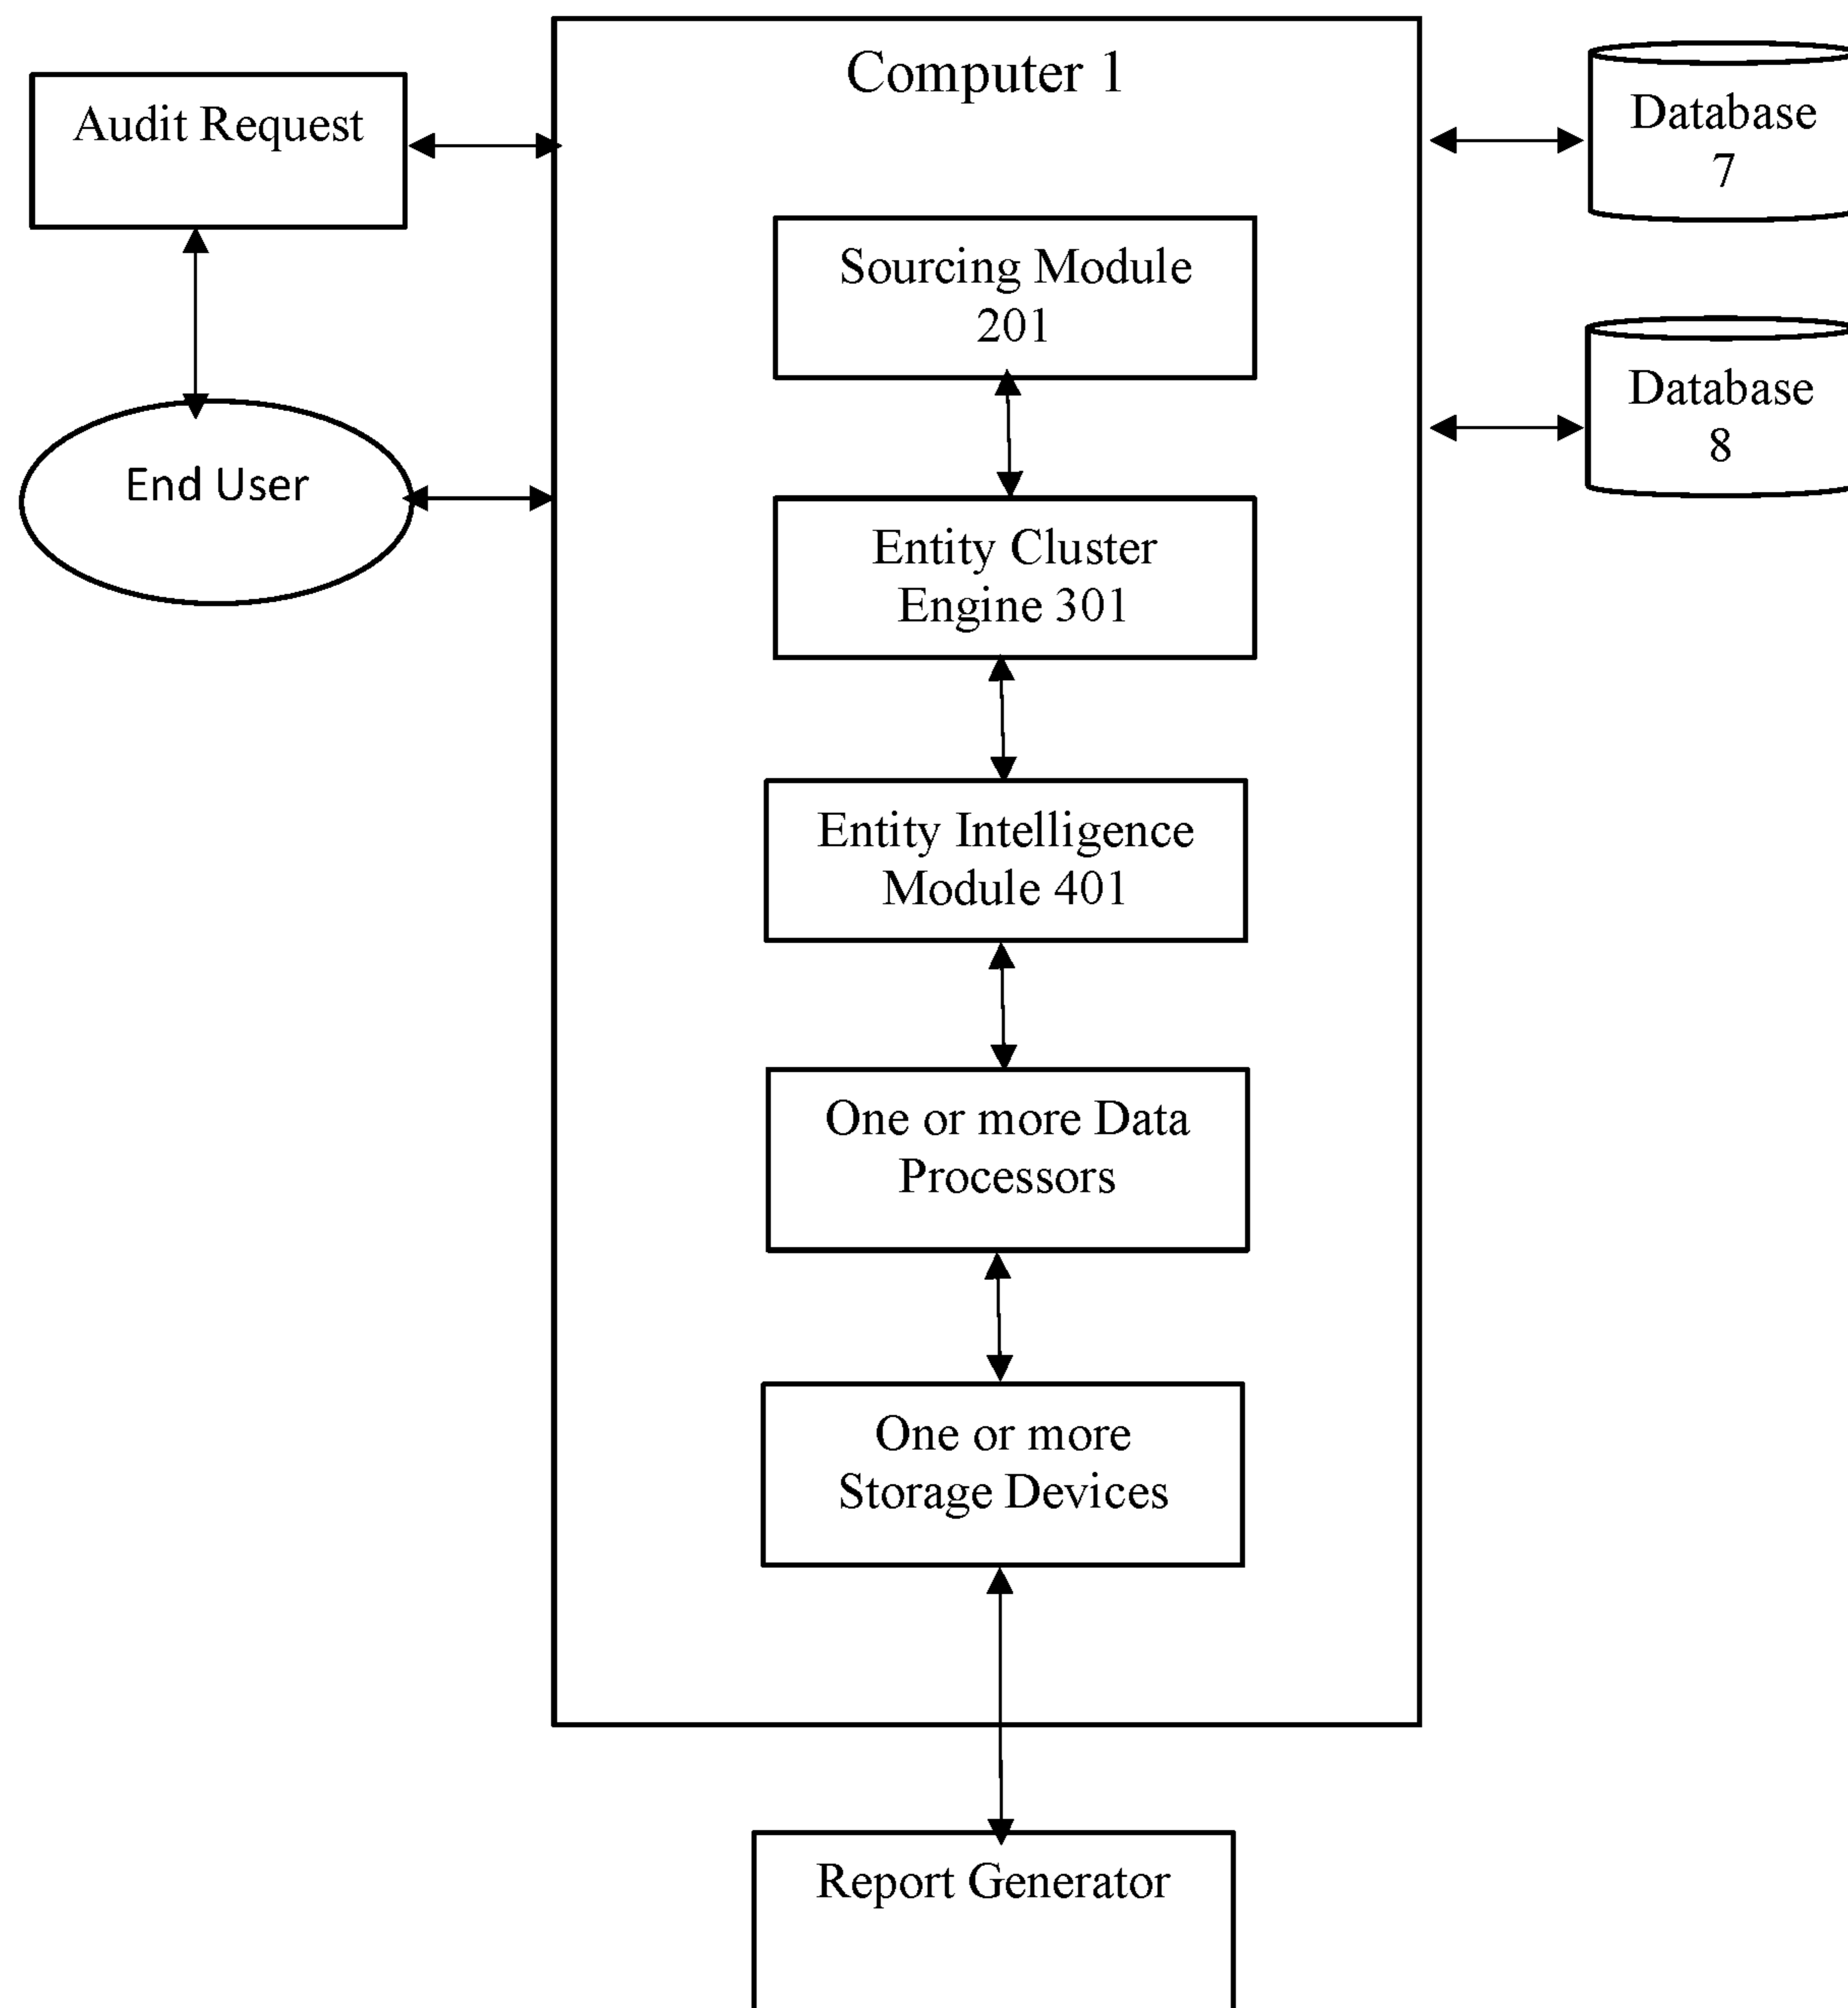 Computer 1
Audit Request
End User
Sourcing Module
201
Entity Cluster
Engine 301
Entity Intelligence
Module 401
One or more Data
Processors
One or more
Storage Devices
Report Generator
Database
7
Database
8